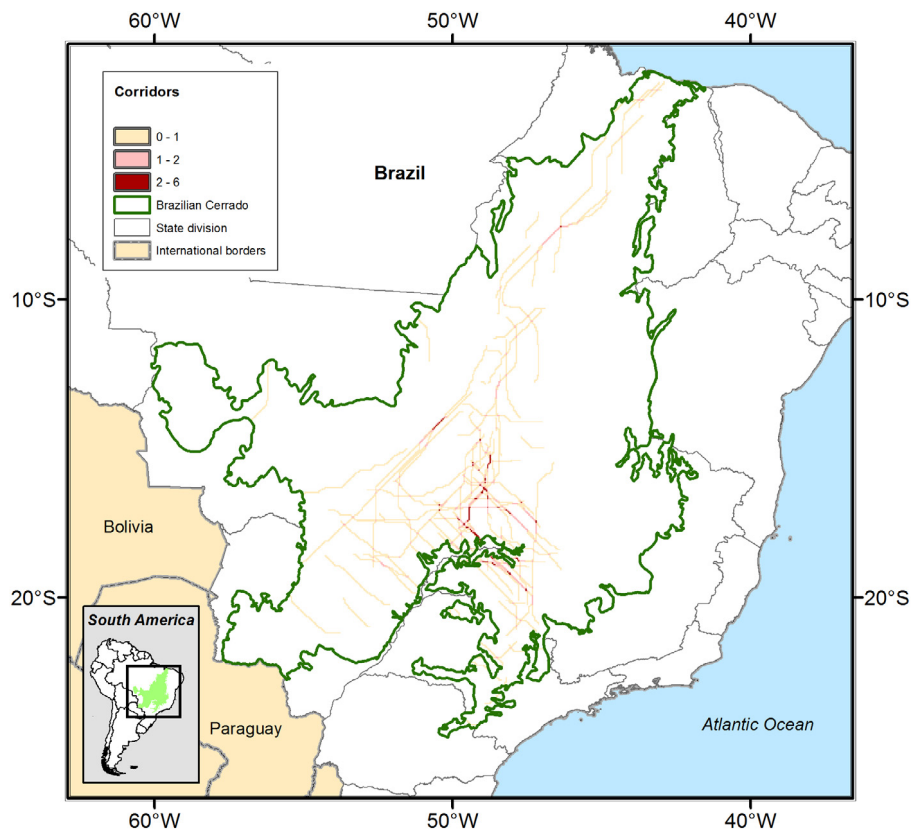 60°W 50°W 40°W
Corridors
0 - 1
1 - 2
2 - 6
Brazilian Cerrado
State division
International borders
Brazil
10°S 10°S
Bolivia
20°S 20°S
South America
Paraguay
Atlantic Ocean
60°W 50°W 40°W